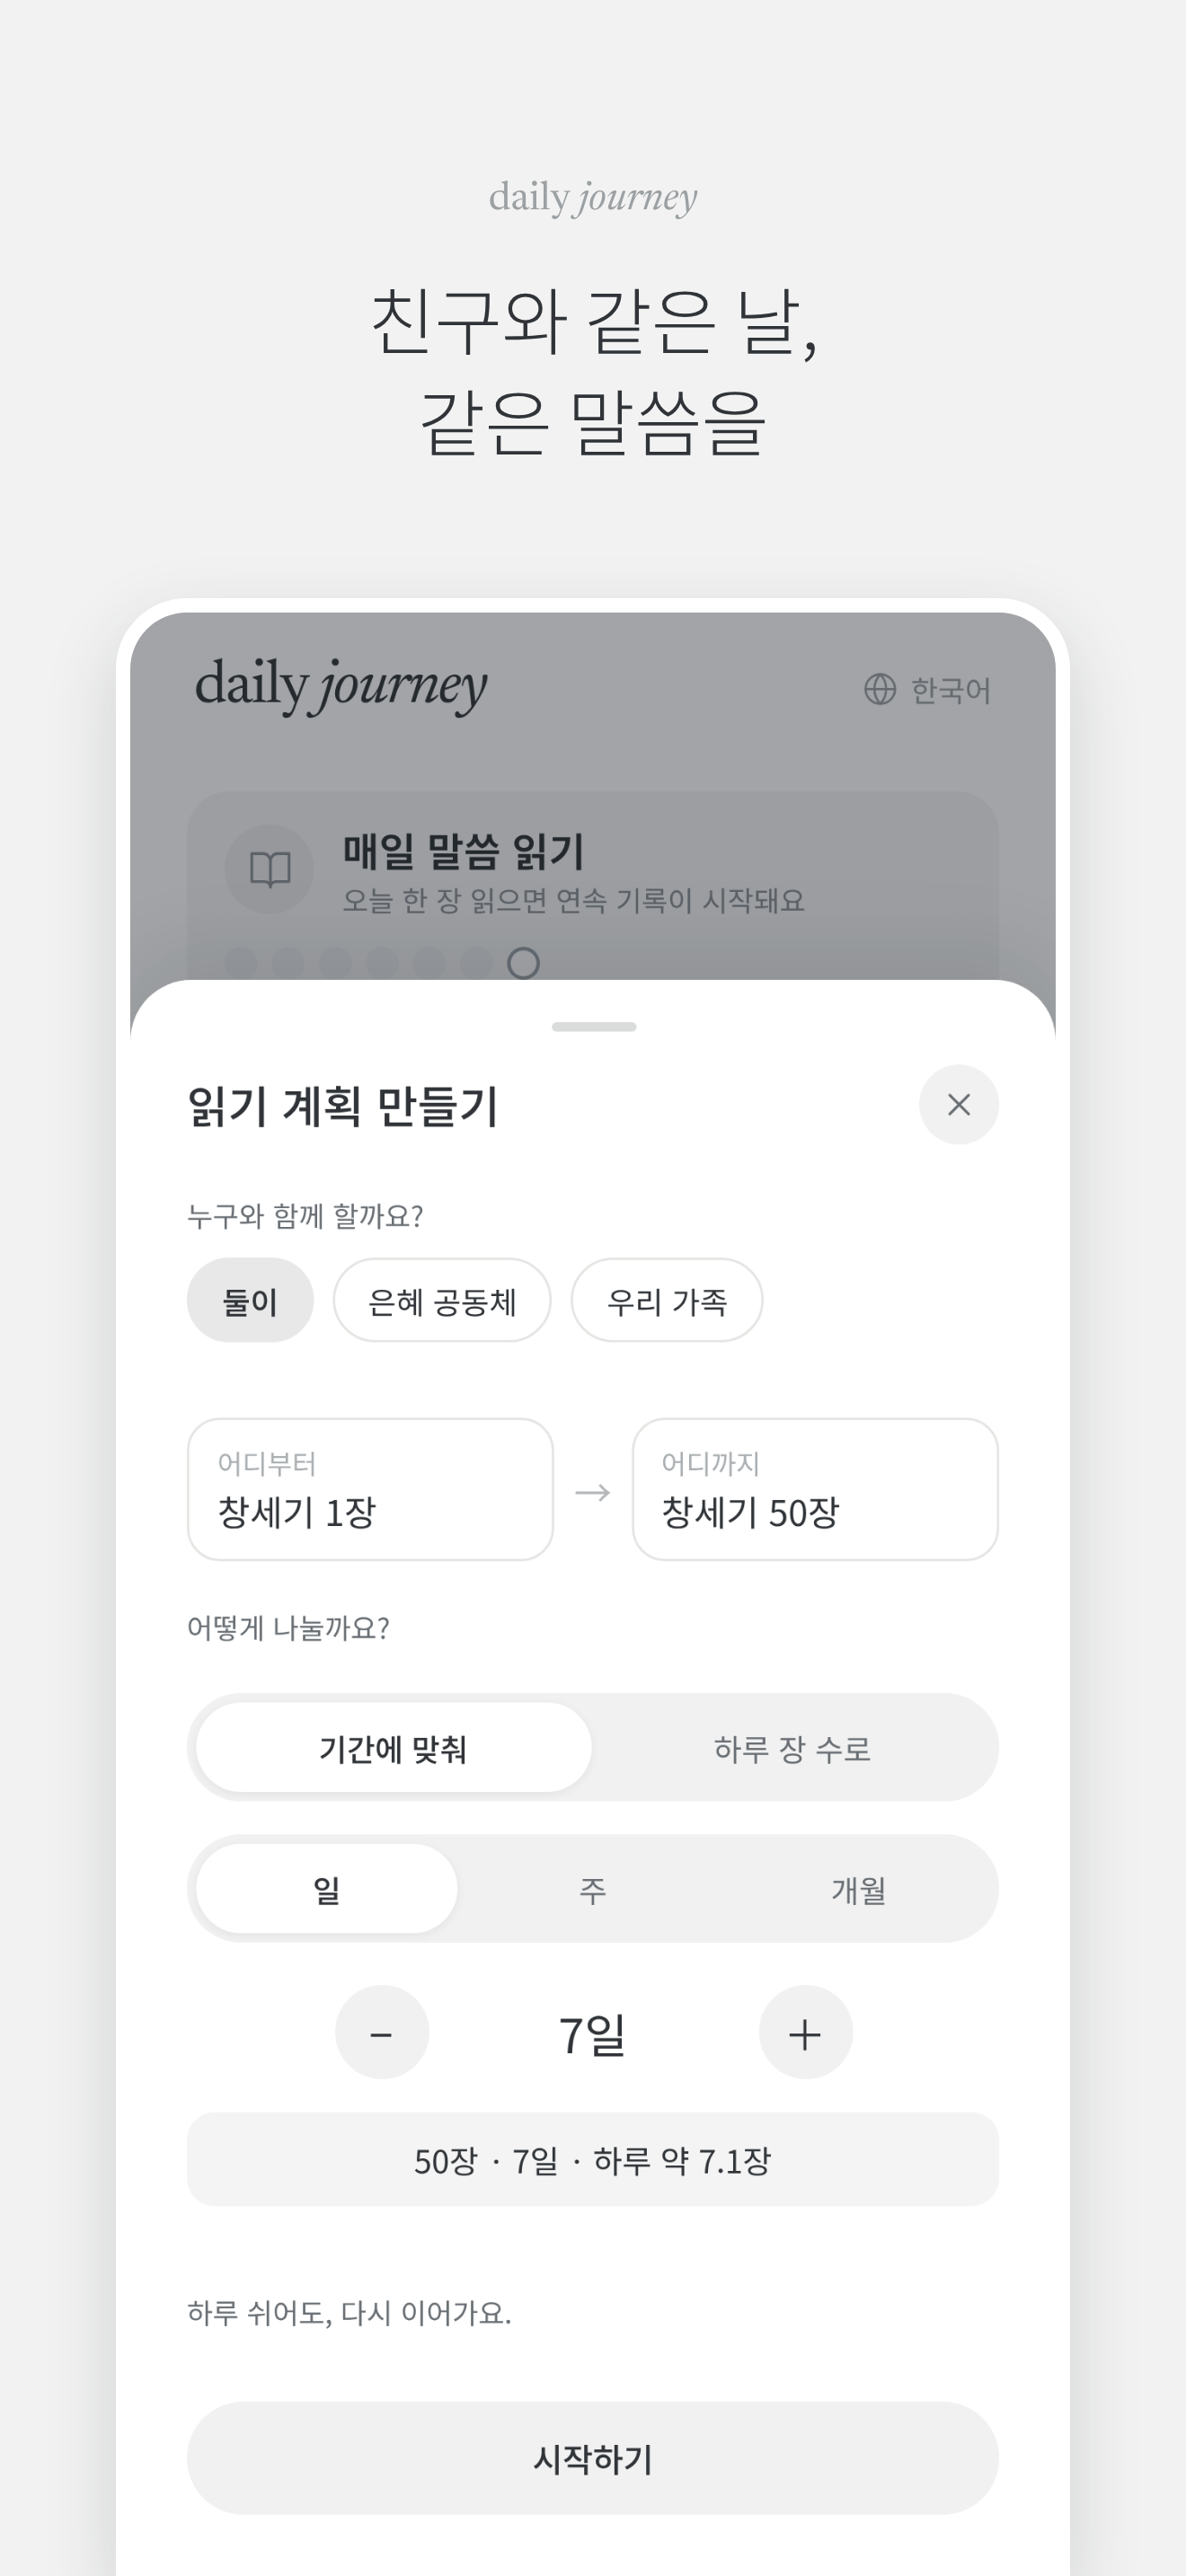 daily journey
친구와 같은 날,
같은 말씀을
daily journey
한국어
매일 말씀 읽기
오늘 한 장 읽으면 연속 기록이 시작돼요
읽기 계획 만들기
누구와 함께 할까요?
둘이
은혜 공동체
우리 가족
어디부터
창세기 1장
→
어디까지
창세기 50장
어떻게 나눌까요?
기간에 맞춰
하루 장 수로
일
주
개월
−
7일
+
50장 · 7일 · 하루 약 7.1장
하루 쉬어도, 다시 이어가요.
시작하기